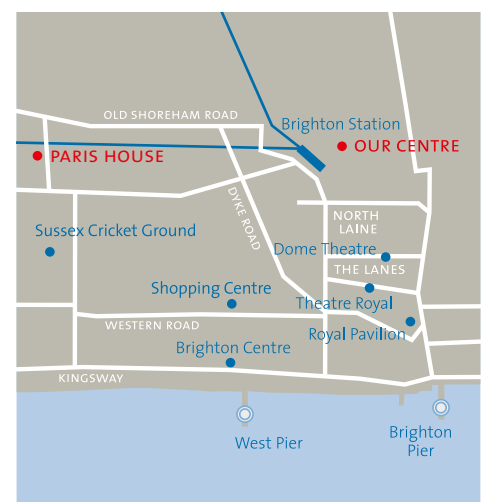 OLD SHOREHAM ROAD
Brighton Station
OUR CENTRE
PARIS HOUSE
DYKE ROAD
NORTH
LAINE
Sussex Cricket Ground
Dome Theatre
THE LANES
Shopping Centre
Theatre Royal
WESTERN ROAD
Royal Pavilion
Brighton Centre
KINGSWAY
West Pier
Brighton
Pier